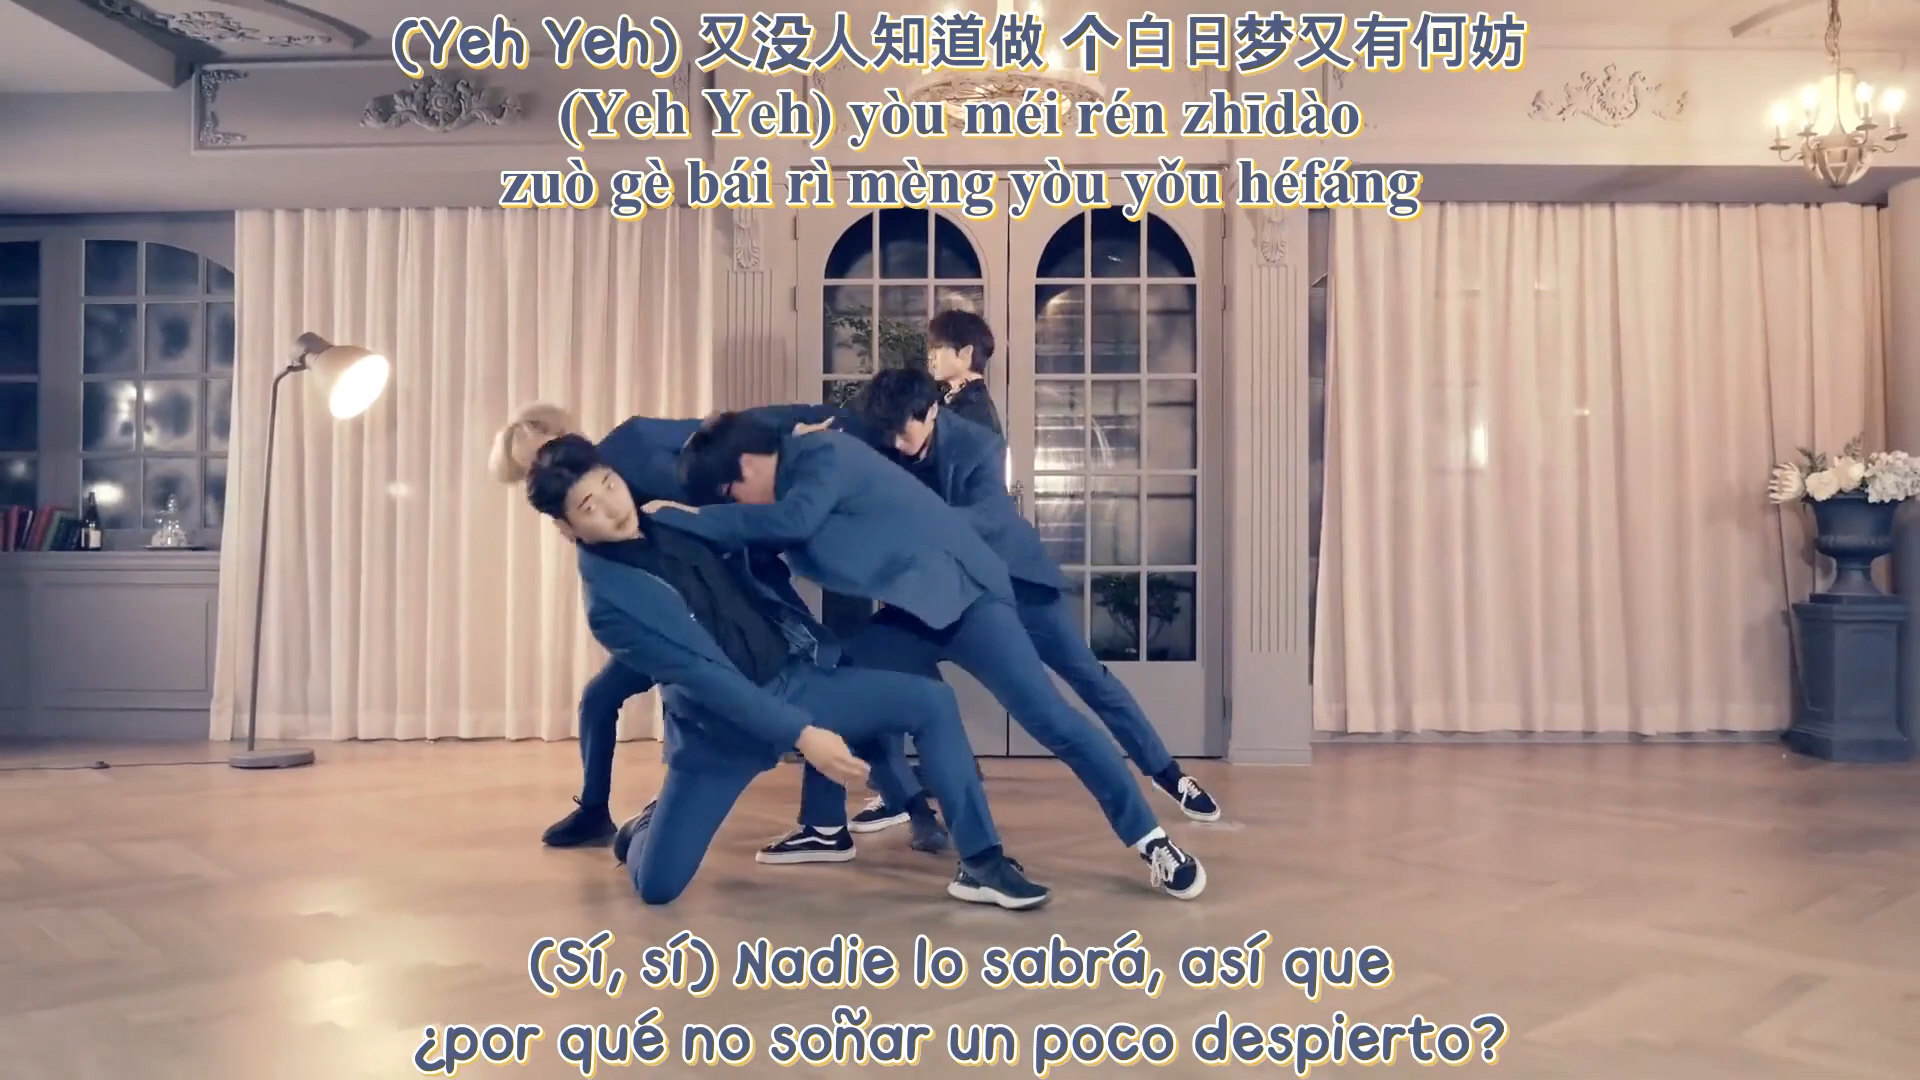 (Yeh Yeh) 又没人知道做 个白日梦又有何妨
(Yeh Yeh) yòu méi rén zhīdào
zuò gè bái rì mèng yòu yǒu héfáng
(Sí, sí) Nadie lo sabrá, así que
¿por qué no soñar un poco despierto?